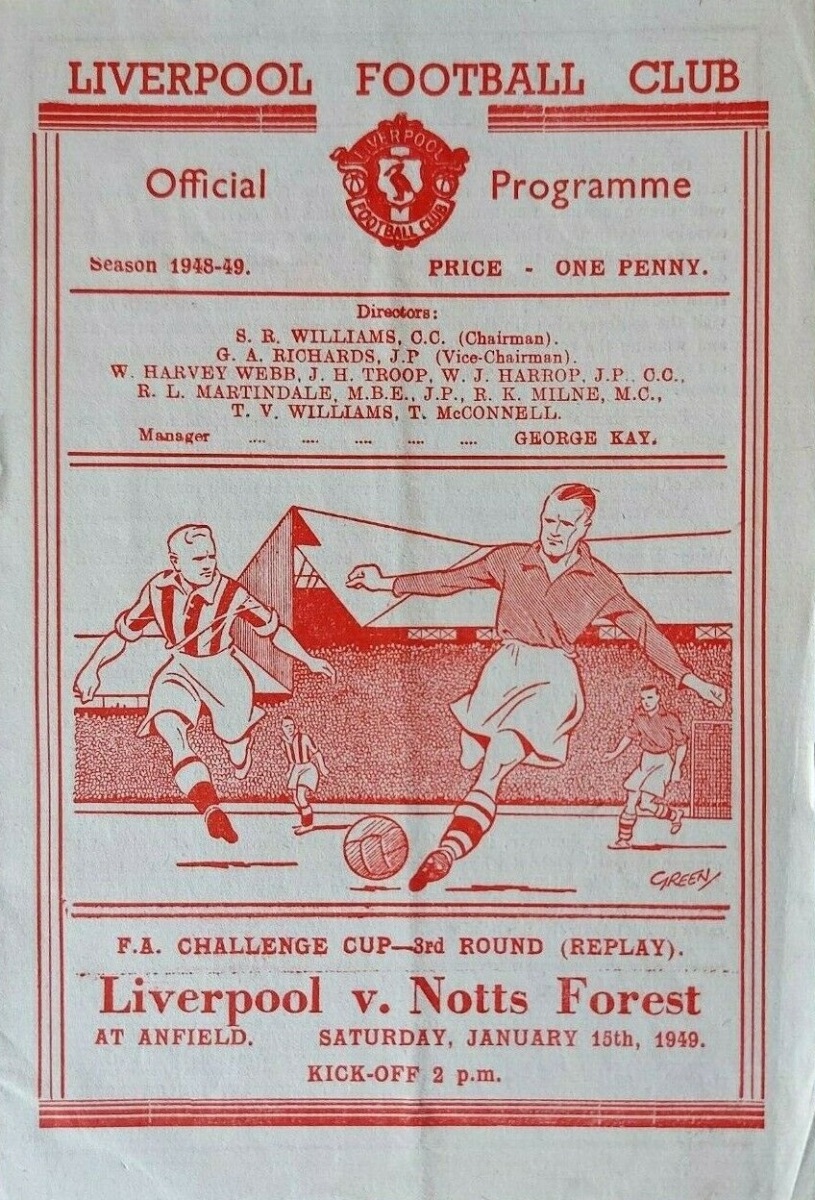 LIVERPOOL FOOTBALL CLUB
LIVERPOOL
FOOTBALL CLUB
Official Programme
Season 1948-49. PRICE - ONE PENNY.
Directors:
S. R. WILLIAMS, C.C. (Chairman).
G. A. RICHARDS, J.P (Vice-Chairman).
W. HARVEY WEBB, J. H. TROOP, W. J. HARROP, J.P., C.C.,
R. L. MARTINDALE, M.B.E., J.P., R. K. MILNE, M.C.,
T. V. WILLIAMS, T. McCONNELL.
Manager .... .... .... .... .... GEORGE KAY.
GREEN
F.A. CHALLENGE CUP—3rd ROUND (REPLAY).
Liverpool v. Notts Forest
AT ANFIELD. SATURDAY, JANUARY 15th, 1949.
KICK-OFF 2 p.m.